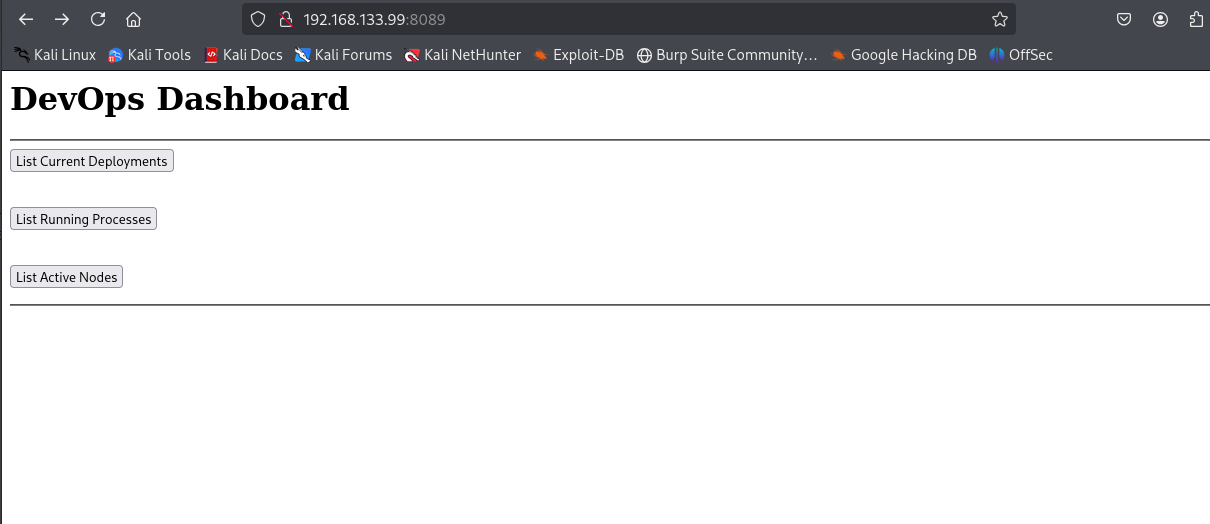 192.168.133.99:8089
Kali Linux Kali Tools Kali Docs Kali Forums Kali NetHunter Exploit-DB Burp Suite Community... Google Hacking DB OffSec
DevOps Dashboard
List Current Deployments
List Running Processes
List Active Nodes